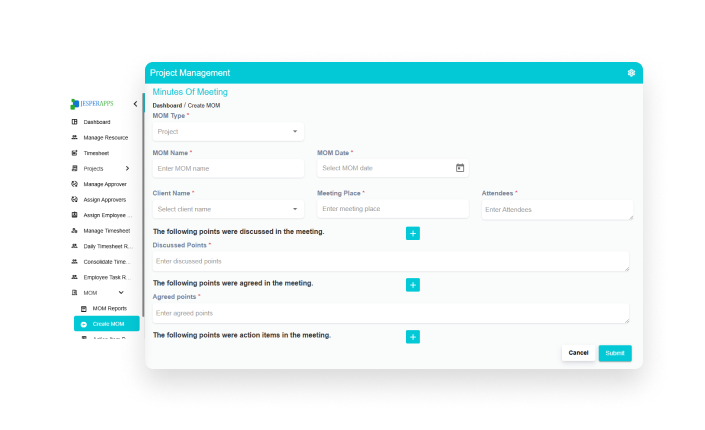 Project Management
Minutes Of Meeting
Dashboard / Create MOM
MOM Type *
Project
MOM Name *
MOM Date *
Enter MOM name
Select MOM date
Client Name *
Meeting Place *
Attendees *
Select client name
Enter meeting place
Enter Attendees
The following points were discussed in the meeting.
Discussed Points *
Enter discussed points
The following points were agreed in the meeting.
Agreed points *
Enter agreed points
The following points were action items in the meeting.
Cancel
Submit
JESPERAPPS
Dashboard
Manage Resource
Timesheet
Projects
Manage Approver
Assign Approvers
Assign Employee ...
Manage Timesheet
Daily Timesheet R...
Consolidate Time...
Employee Task R...
MOM
MOM Reports
Create MOM